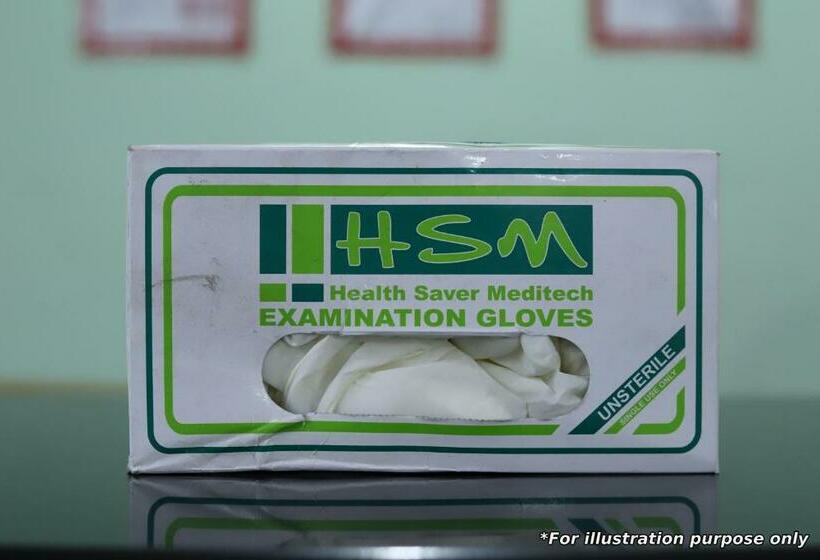 HSM
Health Saver Meditech
EXAMINATION GLOVES
UNSTERILE
SINGLE USE ONLY
*For illustration purpose only